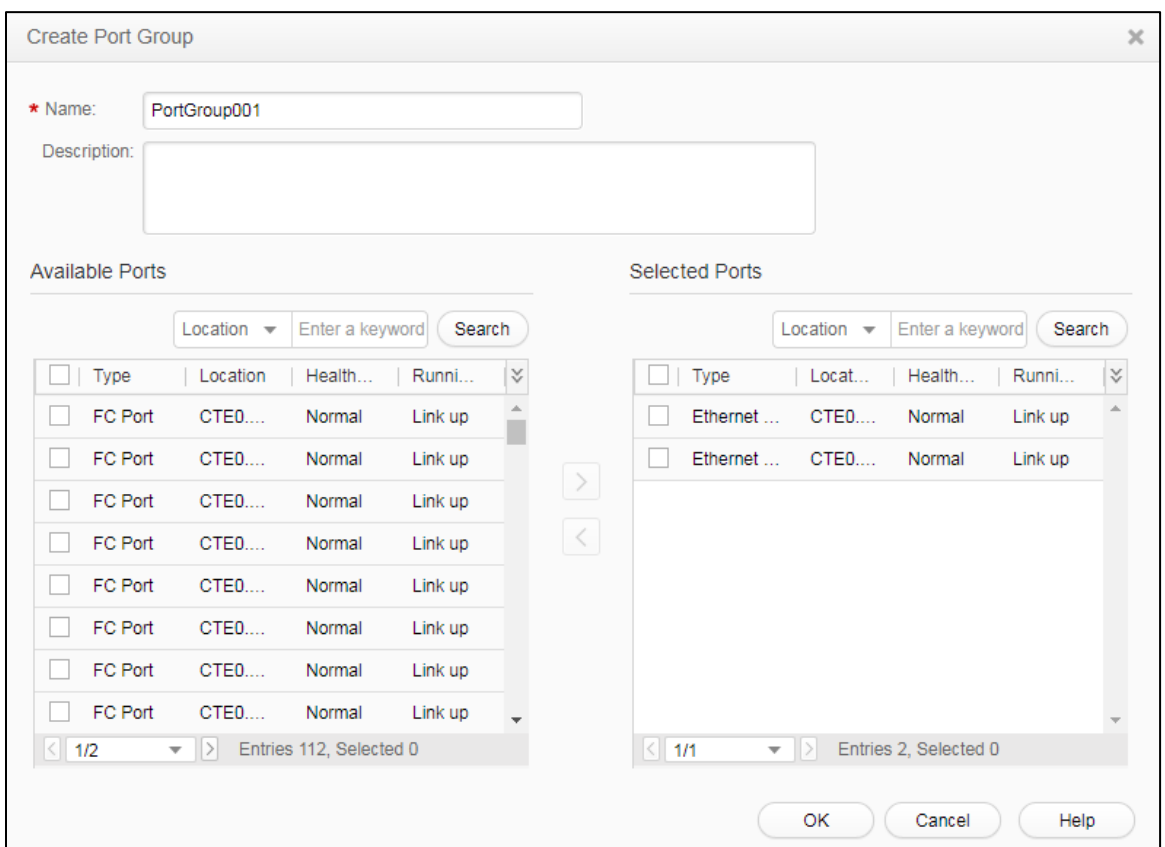 Create Port Group
* Name: PortGroup001
Description:
Available Ports
Location Enter a keyword Search
Type Location Health... Runni...
FC Port CTE0.... Normal Link up
FC Port CTE0.... Normal Link up
FC Port CTE0.... Normal Link up
FC Port CTE0.... Normal Link up
FC Port CTE0.... Normal Link up
FC Port CTE0.... Normal Link up
FC Port CTE0.... Normal Link up
FC Port CTE0.... Normal Link up
1/2 Entries 112, Selected 0
Selected Ports
Location Enter a keyword Search
Type Locat... Health... Runni...
Ethernet ... CTE0.... Normal Link up
Ethernet ... CTE0.... Normal Link up
1/1 Entries 2, Selected 0
OK Cancel Help